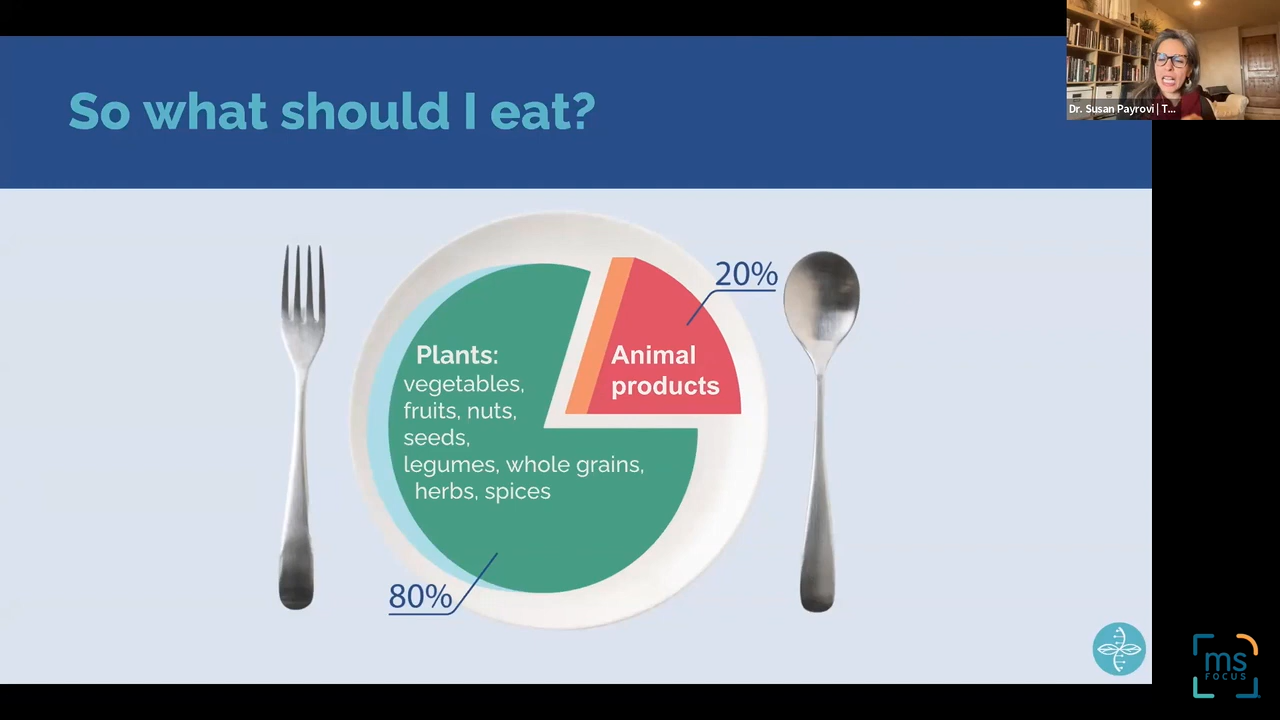 So what should I eat?
Dr. Susan Payrovi | T...
20%
Animal
products
Plants:
vegetables,
fruits, nuts,
seeds,
legumes, whole grains,
herbs, spices
80%
ms
FOCUS